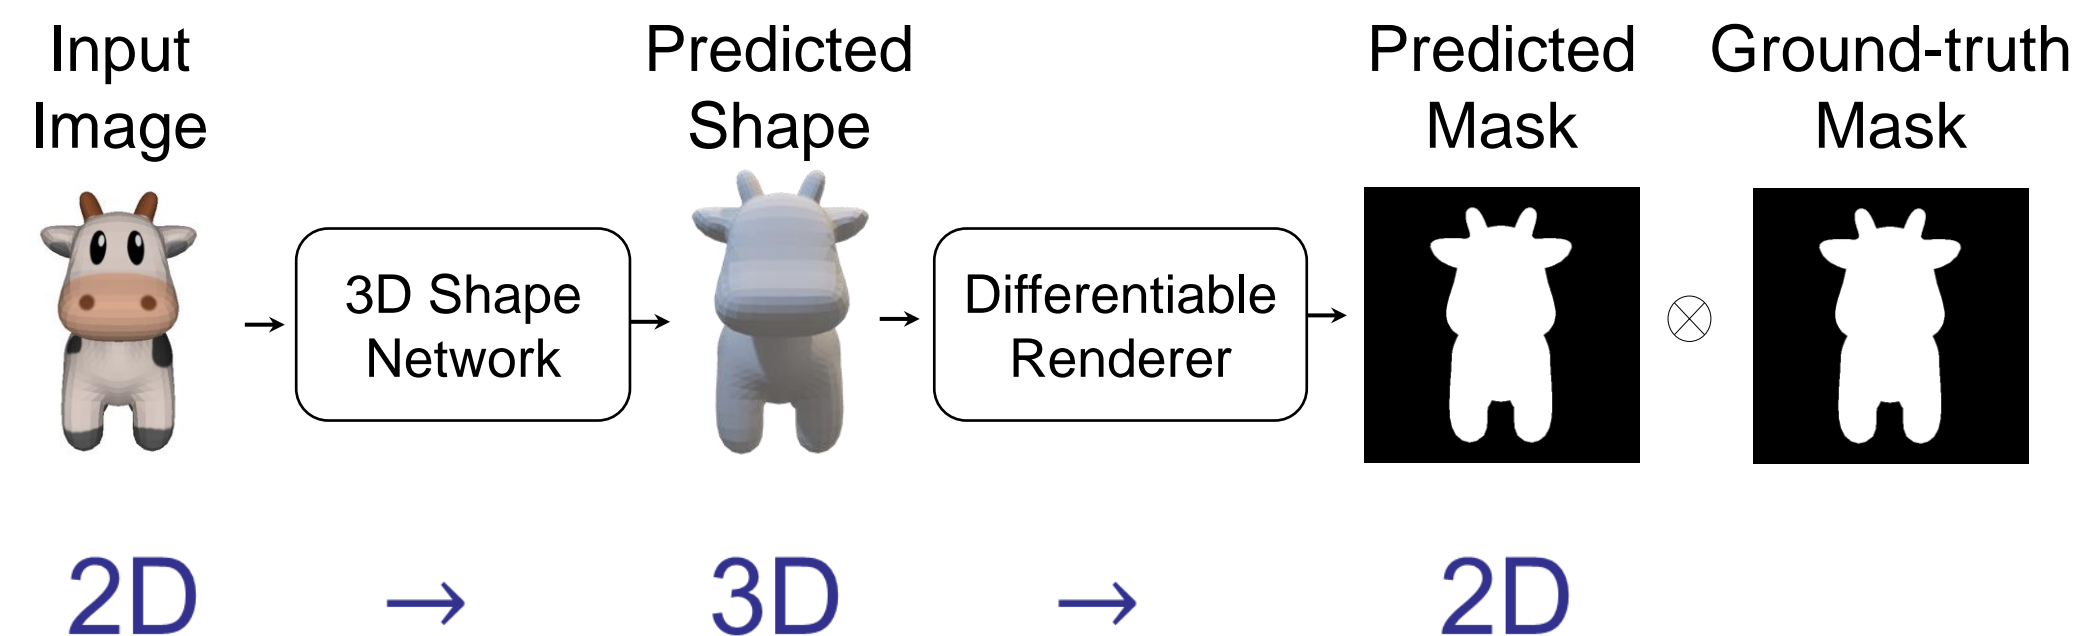 Input
Image
Predicted
Shape
Predicted
Mask
Ground-truth
Mask
3D Shape
Network
Differentiable
Renderer
2D → 3D → 2D